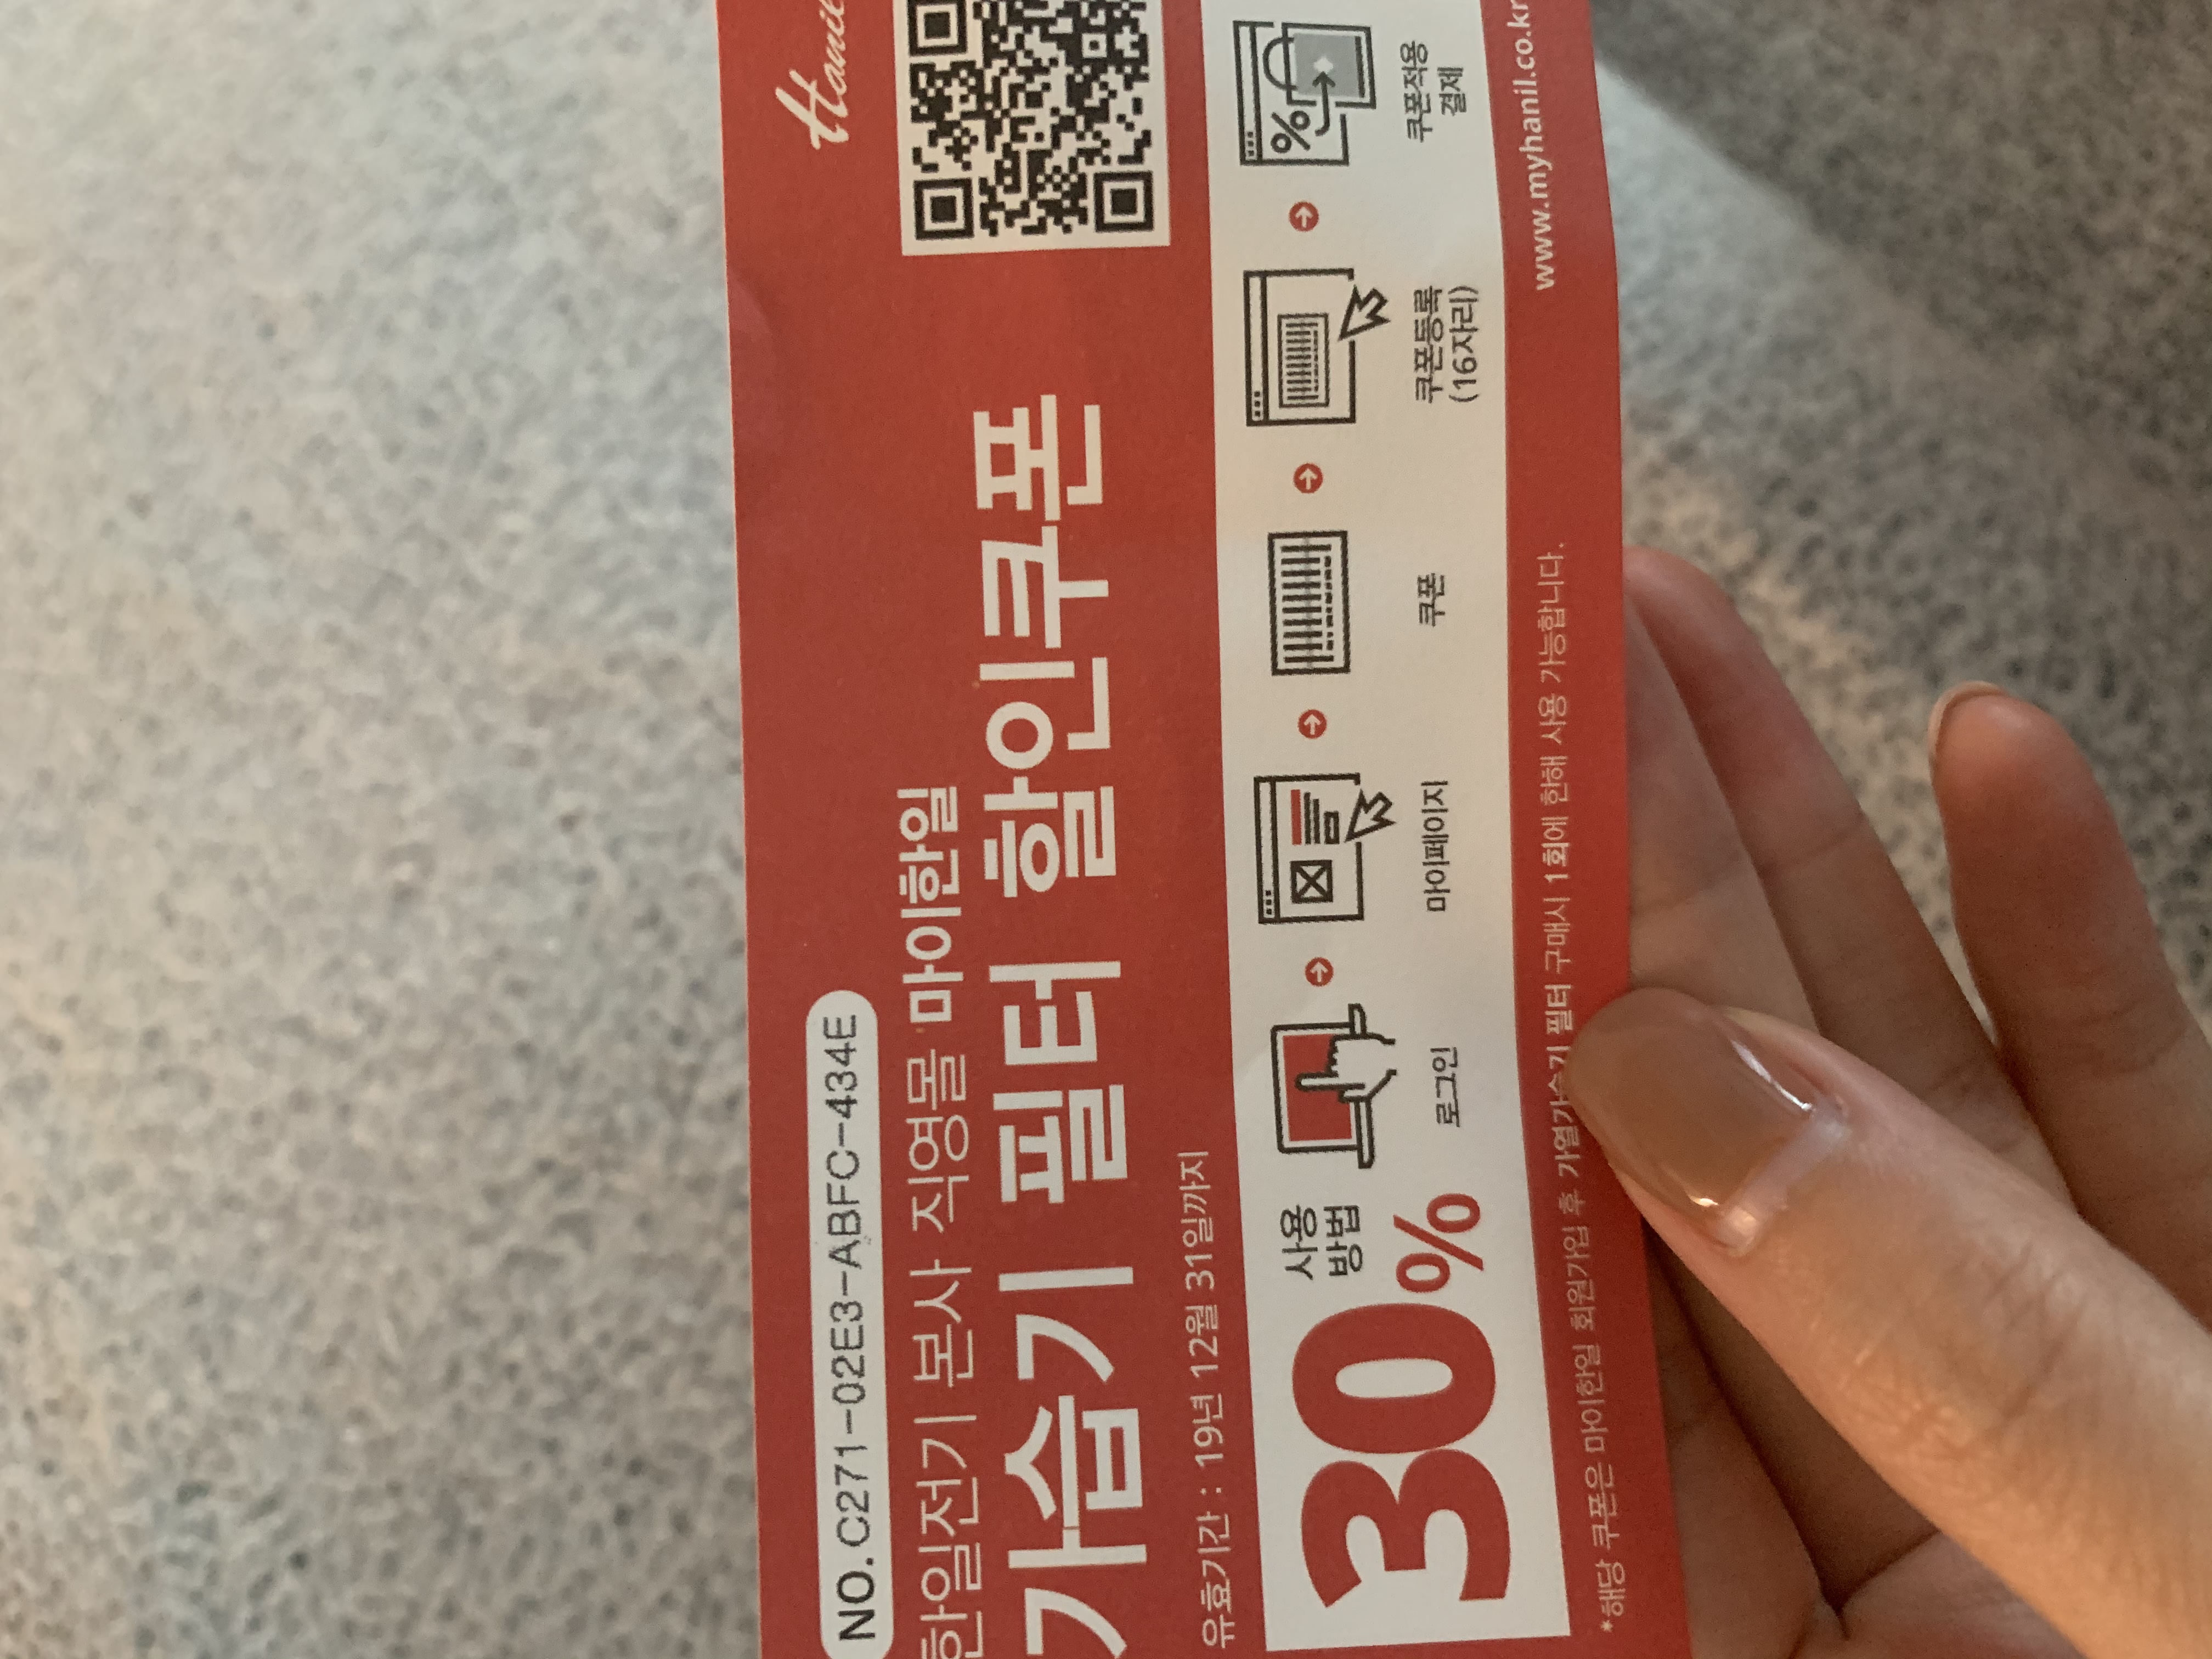 NO.C271-02E3-ABFC-434E
한일전기 본사 직영몰 마이한일
가습기 필터 할인쿠폰
유효기간 : 19년 12월 31일까지
30%
사용
방법
로그인
마이페이지
쿠폰
쿠폰등록
(16자리)
쿠폰적용
결제
*해당 쿠폰은 마이한일 회원가입 후 가열가습기 필터 구매시 1회에 한해 사용 가능합니다.
www.myhanil.co.kr